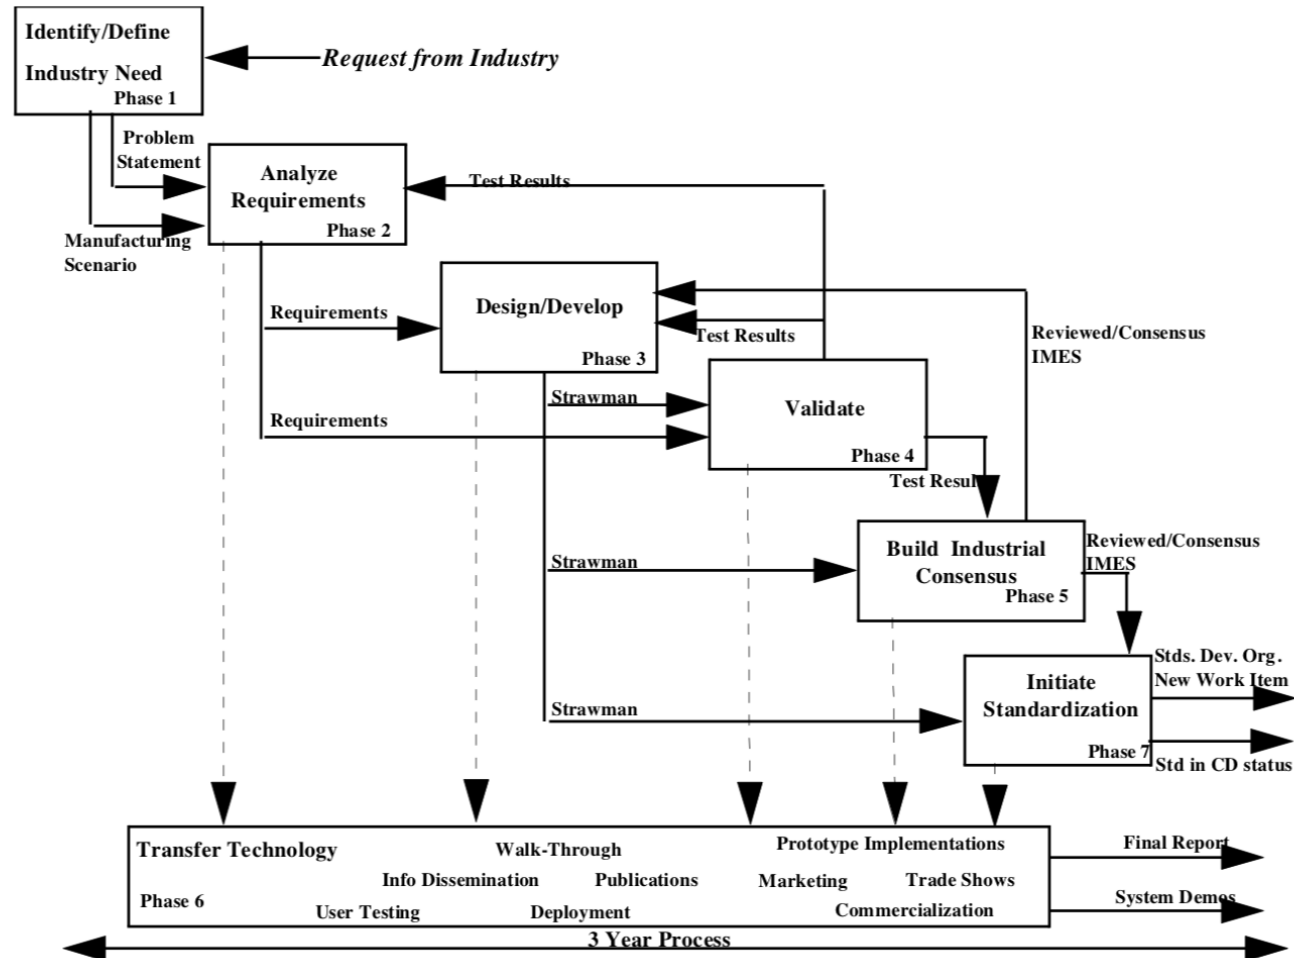 Identify/Define
Industry Need
Phase 1
Request from Industry
Problem
Statement
Manufacturing
Scenario
Analyze
Requirements
Phase 2
Test Results
Requirements
Design/Develop
Phase 3
Test Results
Reviewed/Consensus
IMES
Strawman
Requirements
Validate
Phase 4
Test Resul
Strawman
Build Industrial
Consensus
Phase 5
Reviewed/Consensus
IMES
Strawman
Initiate
Standardization
Phase 7
Stds. Dev. Org.
New Work Item
Std in CD status
Transfer Technology
Phase 6
Walk-Through
Prototype Implementations
Info Dissemination
Publications
Marketing
Trade Shows
User Testing
Deployment
Commercialization
Final Report
System Demos
3 Year Process